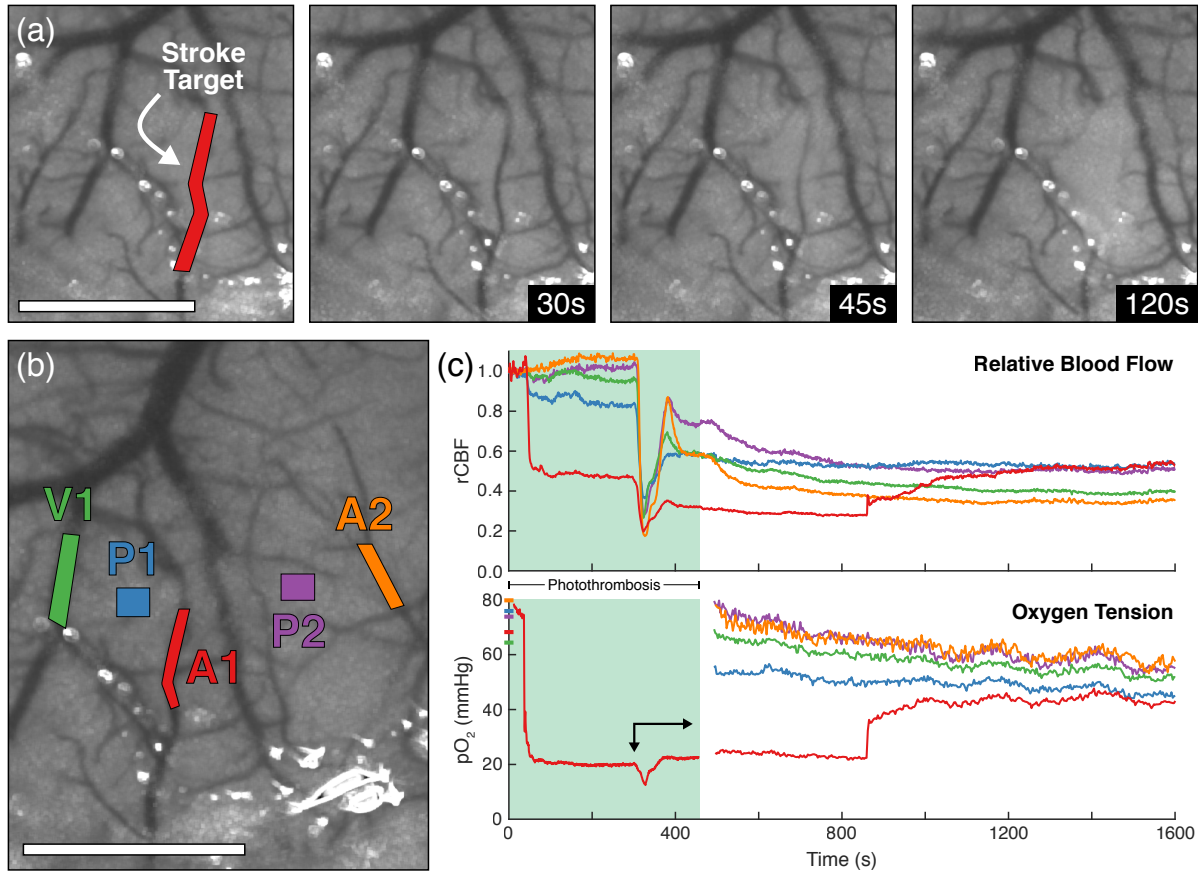 (a)
Stroke
Target
30s
45s
120s
(b)
V1
P1
A1
P2
A2
(c)
Relative Blood Flow
1.0
0.8
0.6
0.4
0.2
0.0
rCBF
Photothrombosis
Oxygen Tension
80
60
40
20
0
pO₂ (mmHg)
0
400
800
1200
1600
Time (s)